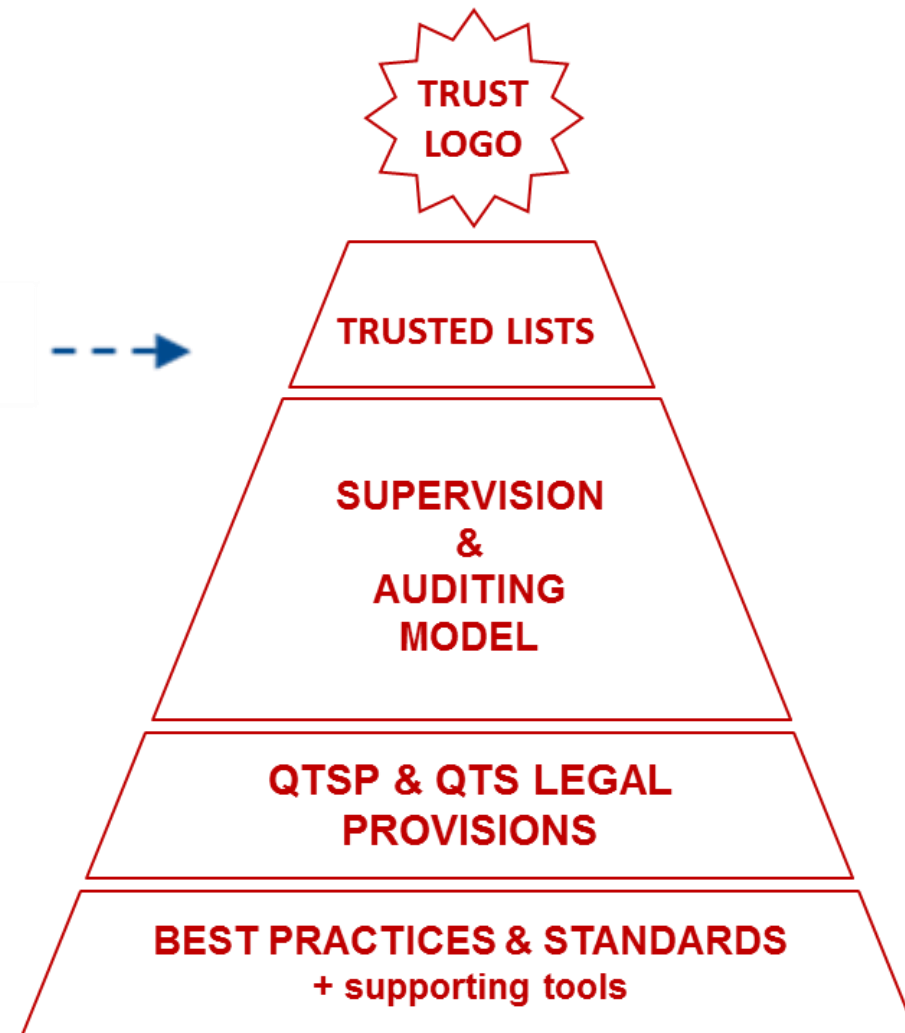 TRUST
LOGO
TRUSTED LISTS
SUPERVISION
&
AUDITING
MODEL
QTSP & QTS LEGAL
PROVISIONS
BEST PRACTICES & STANDARDS
+ supporting tools